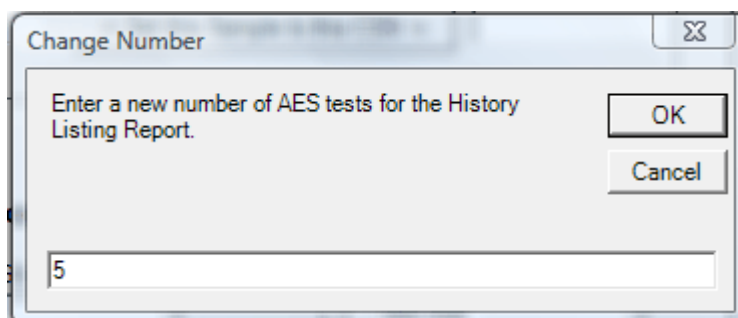 Change Number
Enter a new number of AES tests for the History
Listing Report.
OK
Cancel
5